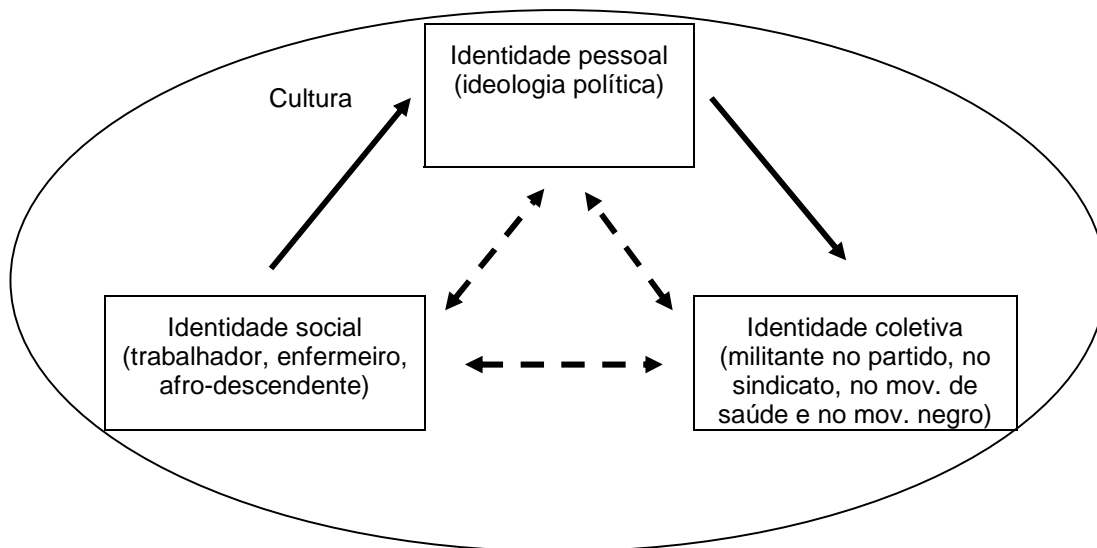 Identidade pessoal
(ideologia política)
Cultura
Identidade social
(trabalhador, enfermeiro,
afro-descendente)
Identidade coletiva
(militante no partido, no
sindicato, no mov. de
saúde e no mov. negro)